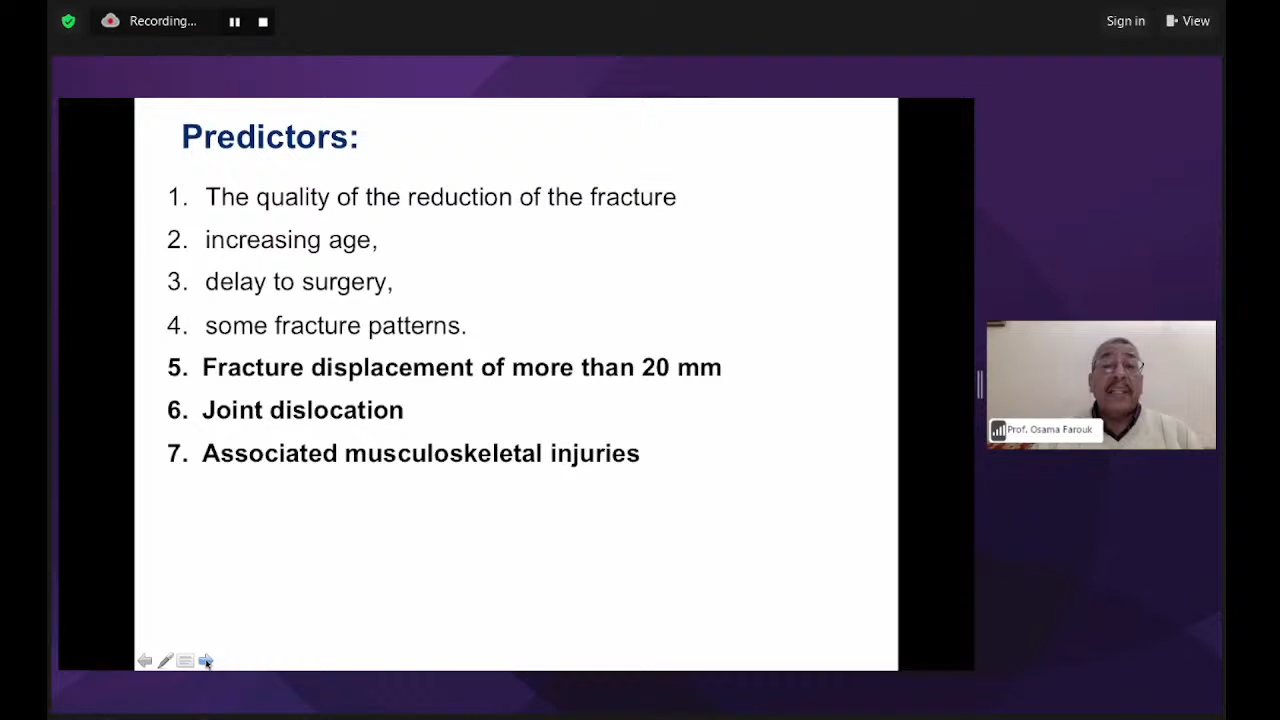 Recording...
Sign in
View
Predictors:
1. The quality of the reduction of the fracture
2. increasing age,
3. delay to surgery,
4. some fracture patterns.
5. Fracture displacement of more than 20 mm
6. Joint dislocation
7. Associated musculoskeletal injuries
Prof. Osama Farouk